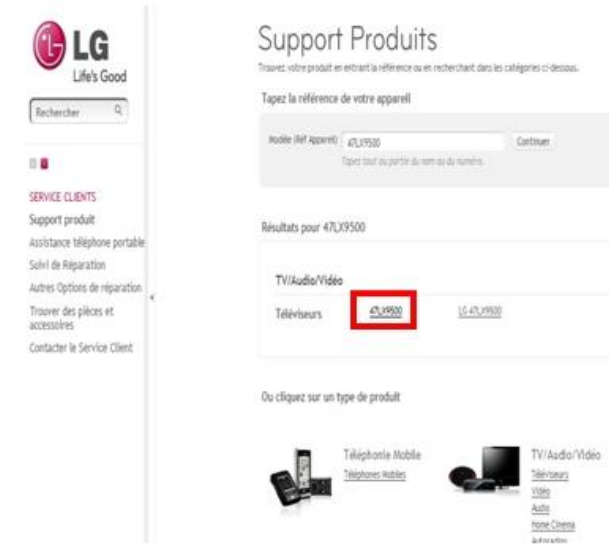 LG
Life's Good
Rechercher
SERVICE CLIENTS
Support produit
Assistance téléphone portable
Suivi de Réparation
Autres Options de réparation
Trouver des pièces et
accessoires
Contacter le Service Client
Support Produits
Trouvez votre produit en entrant la référence ou en recherchant dans les catégories ci-dessous.
Tapez la référence de votre appareil
Modèle (Réf Appareil)
47LX9500
Continuer
Tapez tout ou partie du nom ou du numéro.
Résultats pour 47LX9500
TV/Audio/Vidéo
Téléviseurs
47LX9500
LG 47LX9500
Ou cliquez sur un type de produit
Téléphonie Mobile
Téléphones Mobiles
TV/Audio/Vidéo
Téléviseurs
Vidéo
Audio
Home Cinema
Autoradios